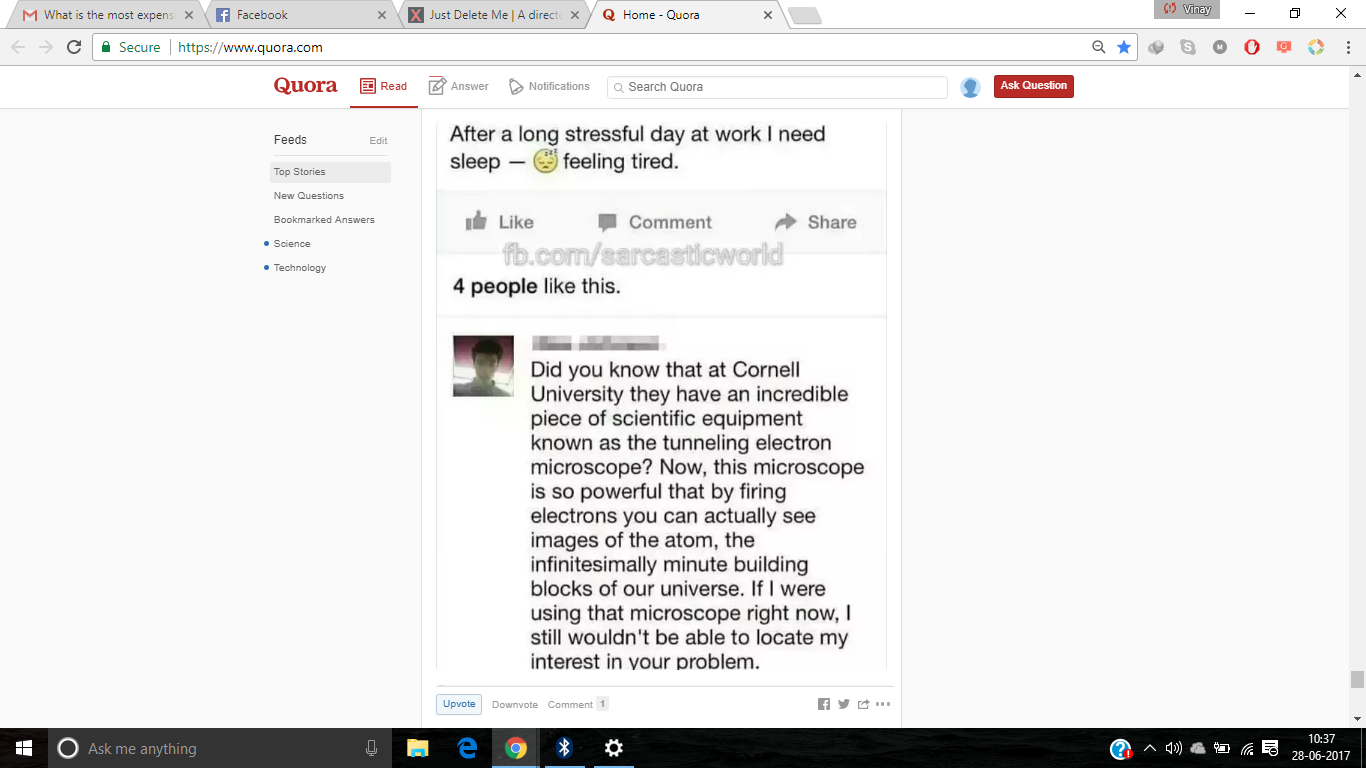 What is the most expens
Facebook
Just Delete Me | A directo
Home - Quora
Vinay
Secure
https://www.quora.com
Quora
Read
Answer
Notifications
Search Quora
Ask Question
Feeds
Edit
Top Stories
New Questions
Bookmarked Answers
Science
Technology
After a long stressful day at work I need
sleep — feeling tired.
Like
Comment
Share
fb.com/sarcasticworld
4 people like this.
Did you know that at Cornell
University they have an incredible
piece of scientific equipment
known as the tunneling electron
microscope? Now, this microscope
is so powerful that by firing
electrons you can actually see
images of the atom, the
infinitesimally minute building
blocks of our universe. If I were
using that microscope right now, I
still wouldn't be able to locate my
interest in your problem.
Upvote
Downvote
Comment 1
Ask me anything
10:37
28-06-2017